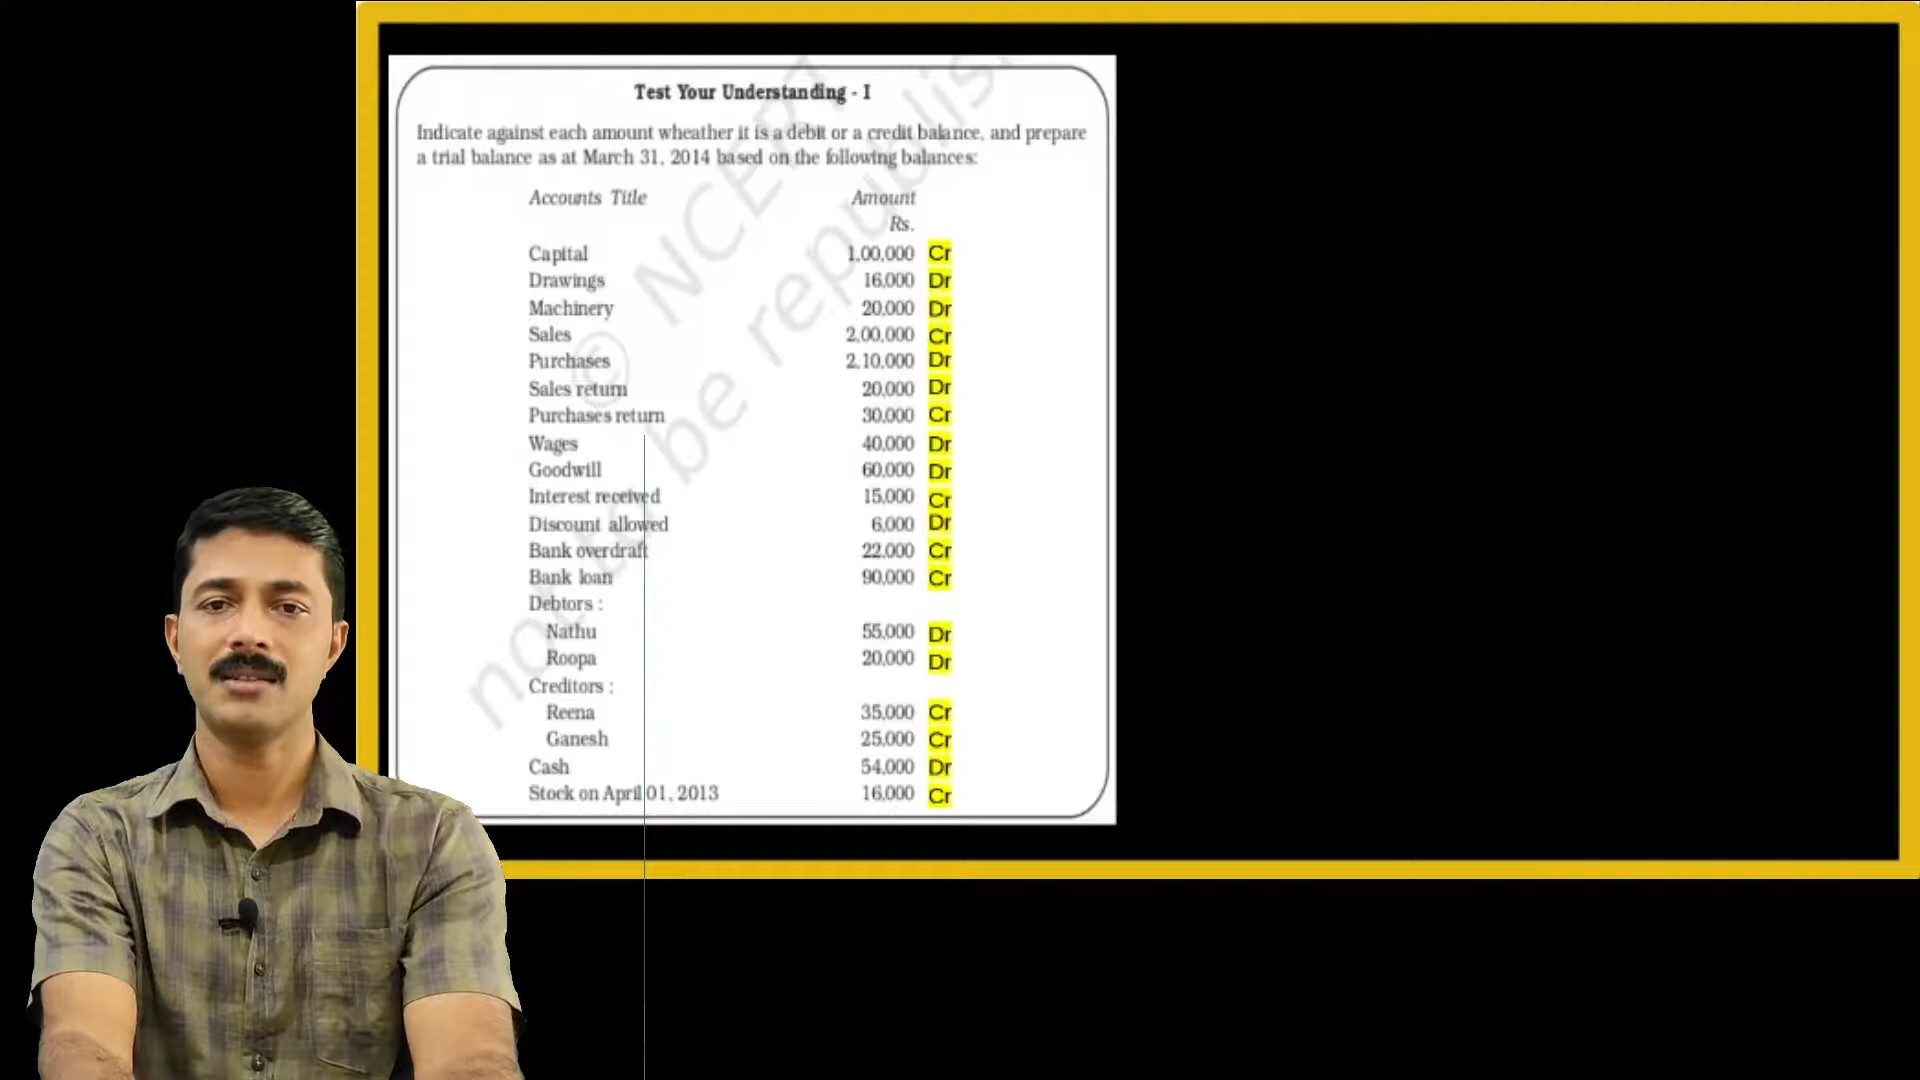 Test Your Understanding - I
Indicate against each amount wheather it is a debit or a credit balance, and prepare
a trial balance as at March 31, 2014 based on the following balances:
Accounts Title Amount
Rs.
Capital 1,00,000 Cr
Drawings 16,000 Dr
Machinery 20,000 Dr
Sales 2,00,000 Cr
Purchases 2,10,000 Dr
Sales return 20,000 Dr
Purchases return 30,000 Cr
Wages 40,000 Dr
Goodwill 60,000 Dr
Interest received 15,000 Cr
Discount allowed 6,000 Dr
Bank overdraft 22,000 Cr
Bank loan 90,000 Cr
Debtors :
Nathu 55,000 Dr
Roopa 20,000 Dr
Creditors :
Reena 35,000 Cr
Ganesh 25,000 Cr
Cash 54,000 Dr
Stock on April 01, 2013 16,000 Cr
© NCERT
not to be republis